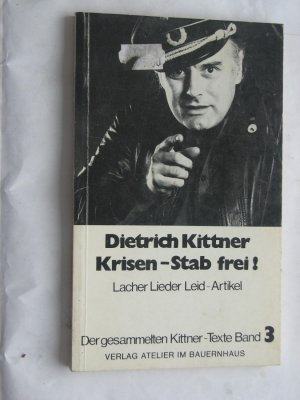 Dietrich Kittner
Krisen-Stab frei!
Lacher Lieder Leid-Artikel
Der gesammelten Kittner-Texte Band 3
VERLAG ATELIER IM BAUERNHAUS